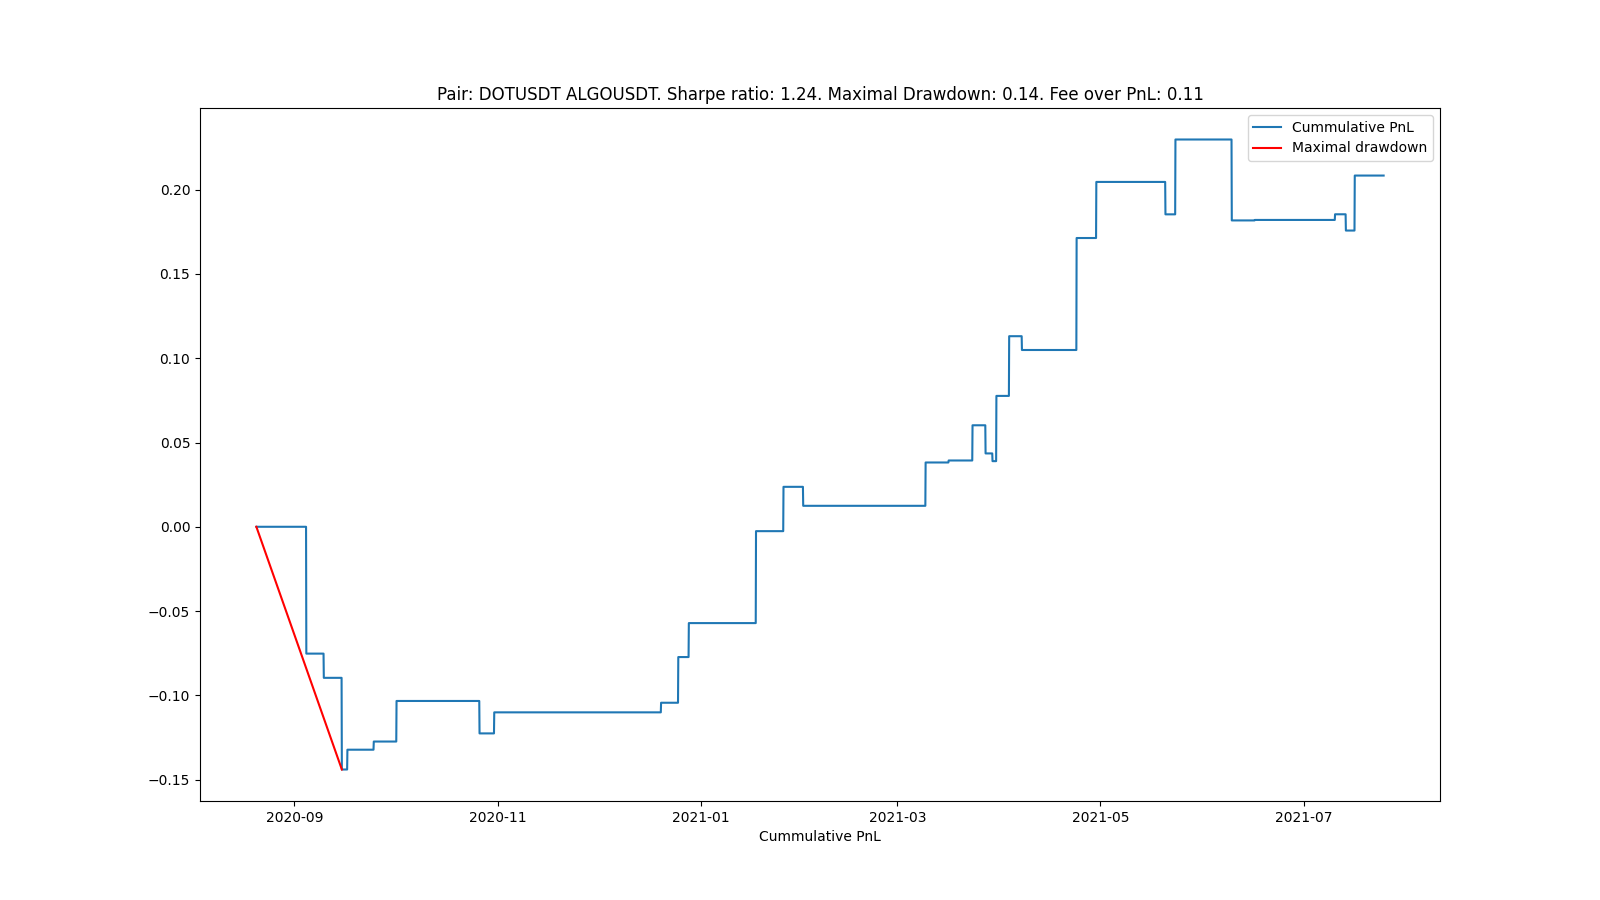 Pair: DOTUSDT ALGOUSDT. Sharpe ratio: 1.24. Maximal Drawdown: 0.14. Fee over PnL: 0.11
Cummulative PnL
Maximal drawdown
0.20
0.15
0.10
0.05
0.00
−0.05
−0.10
−0.15
2020-09 2020-11 2021-01 2021-03 2021-05 2021-07
Cummulative PnL